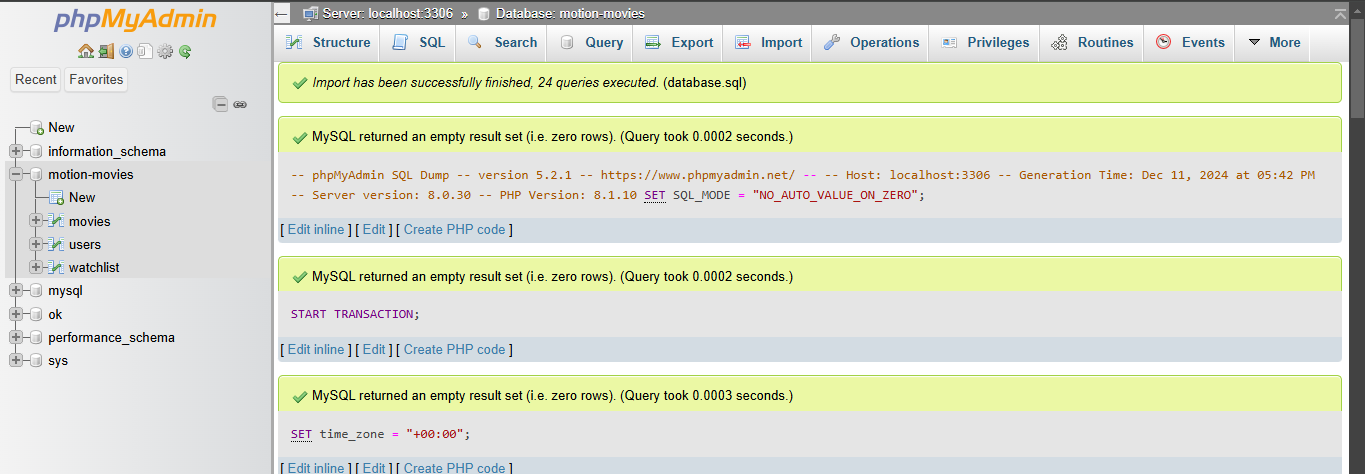 phpMyAdmin
Recent
Favorites
New
information_schema
motion-movies
New
movies
users
watchlist
mysql
ok
performance_schema
sys
Server: localhost:3306 » Database: motion-movies
Structure SQL Search Query Export Import Operations Privileges Routines Events More
Import has been successfully finished, 24 queries executed. (database.sql)
MySQL returned an empty result set (i.e. zero rows). (Query took 0.0002 seconds.)
-- phpMyAdmin SQL Dump -- version 5.2.1 -- https://www.phpmyadmin.net/ -- -- Host: localhost:3306 -- Generation Time: Dec 11, 2024 at 05:42 PM
-- Server version: 8.0.30 -- PHP Version: 8.1.10 SET SQL_MODE = "NO_AUTO_VALUE_ON_ZERO";
[ Edit inline ] [ Edit ] [ Create PHP code ]
MySQL returned an empty result set (i.e. zero rows). (Query took 0.0002 seconds.)
START TRANSACTION;
[ Edit inline ] [ Edit ] [ Create PHP code ]
MySQL returned an empty result set (i.e. zero rows). (Query took 0.0003 seconds.)
SET time_zone = "+00:00";
[ Edit inline ] [ Edit ] [ Create PHP code ]